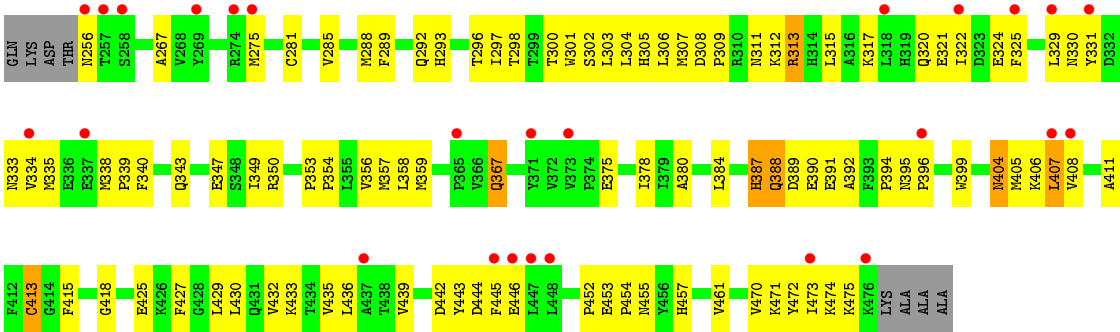 GLN LYS ASP THR N256 T257 S258 A267 V268 Y269 R274 M275 C281 V285 M288 F289 Q292 H293 T296 I297 T298 T299 T300 W301 S302 L303 L304 H305 L306 M307 D308 P309 R310 N311 K312 R313 H314 L315 A316 K317 L318 H319 Q320 E321 I322 D323 E324 F325 L329 N330 Y331 D332
N333 V334 M335 E336 E337 M338 P339 F340 Q343 E347 S348 I349 R350 P353 P354 L355 V356 M357 L358 M359 P365 V366 Q367 Y371 V372 V373 P374 E375 I378 I379 A380 L384 H387 Q388 D389 E390 E391 A392 F393 P394 N395 P396 W399 N404 M405 K406 L407 V408 A411
F412 C413 G414 F415 G418 E425 K426 F427 G428 L429 L430 Q431 V432 K433 T434 V435 L436 A437 T438 V439 D442 Y443 D444 F445 E446 L447 L448 P452 E453 P454 N455 Y456 H457 V461 V470 K471 Y472 I473 K474 K475 K476 LYS ALA ALA ALA